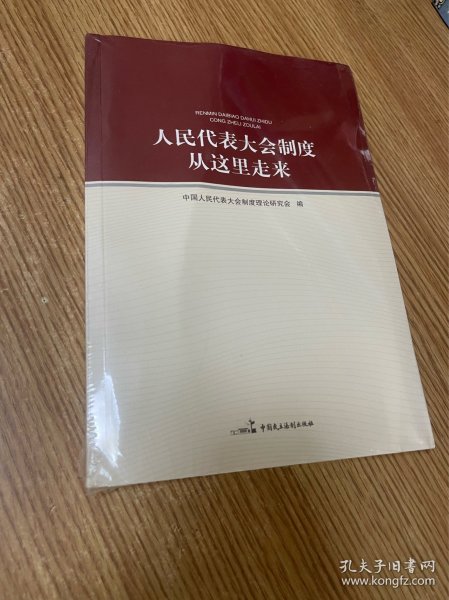 RENMIN DAIBIAO DAHUI ZHIDU
CONG ZHELI ZOULAI
人民代表大会制度
从这里走来
中国人民代表大会制度理论研究会 编
中国民主法制出版社
孔夫子旧书网
www.kongfz.com